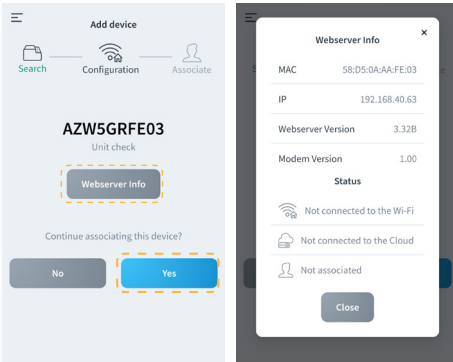 Add device
Search Configuration Associate
AZW5GRFE03
Unit check
Webserver Info
Continue associating this device?
No Yes
Webserver Info ×
MAC 58:D5:0A:AA:FE:03
IP 192.168.40.63
Webserver Version 3.32B
Modem Version 1.00
Status
Not connected to the Wi-Fi
Not connected to the Cloud
Not associated
Close